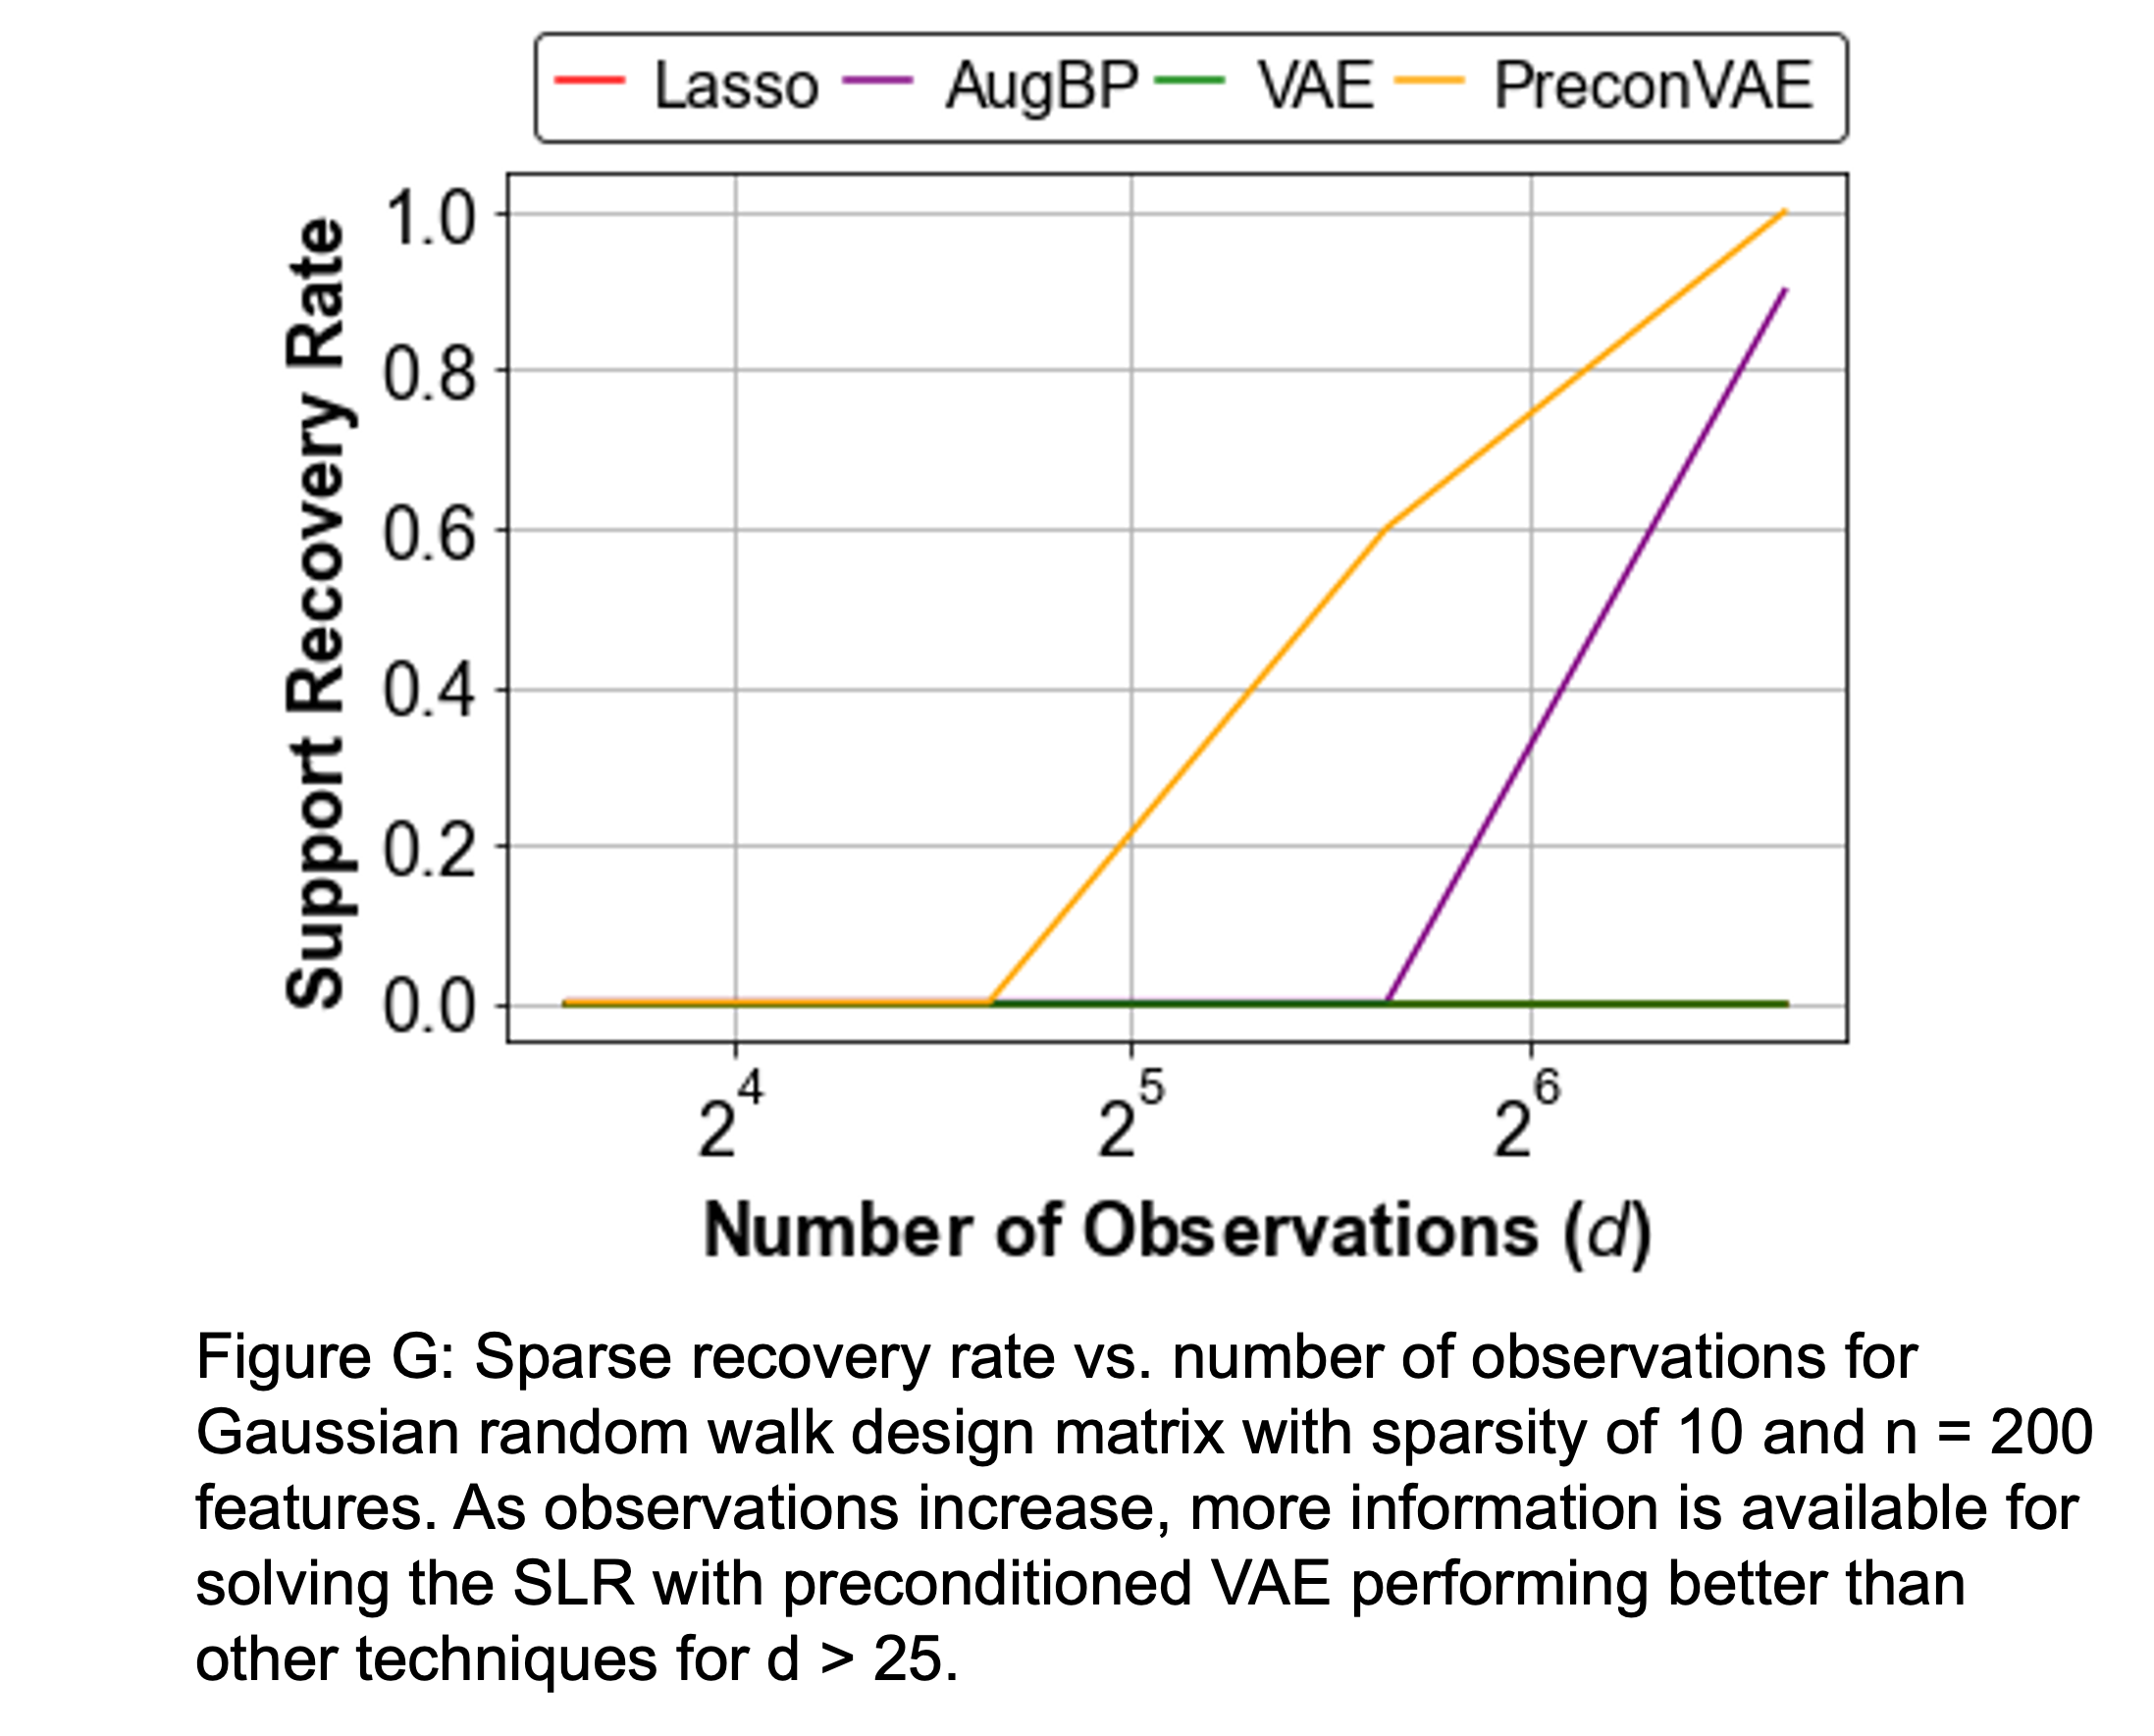 Lasso AugBP VAE PreconVAE
1.0
0.8
0.6
0.4
0.2
0.0
Support Recovery Rate
2^4 2^5 2^6
Number of Observations (d)
Figure G: Sparse recovery rate vs. number of observations for
Gaussian random walk design matrix with sparsity of 10 and n = 200
features. As observations increase, more information is available for
solving the SLR with preconditioned VAE performing better than
other techniques for d > 25.